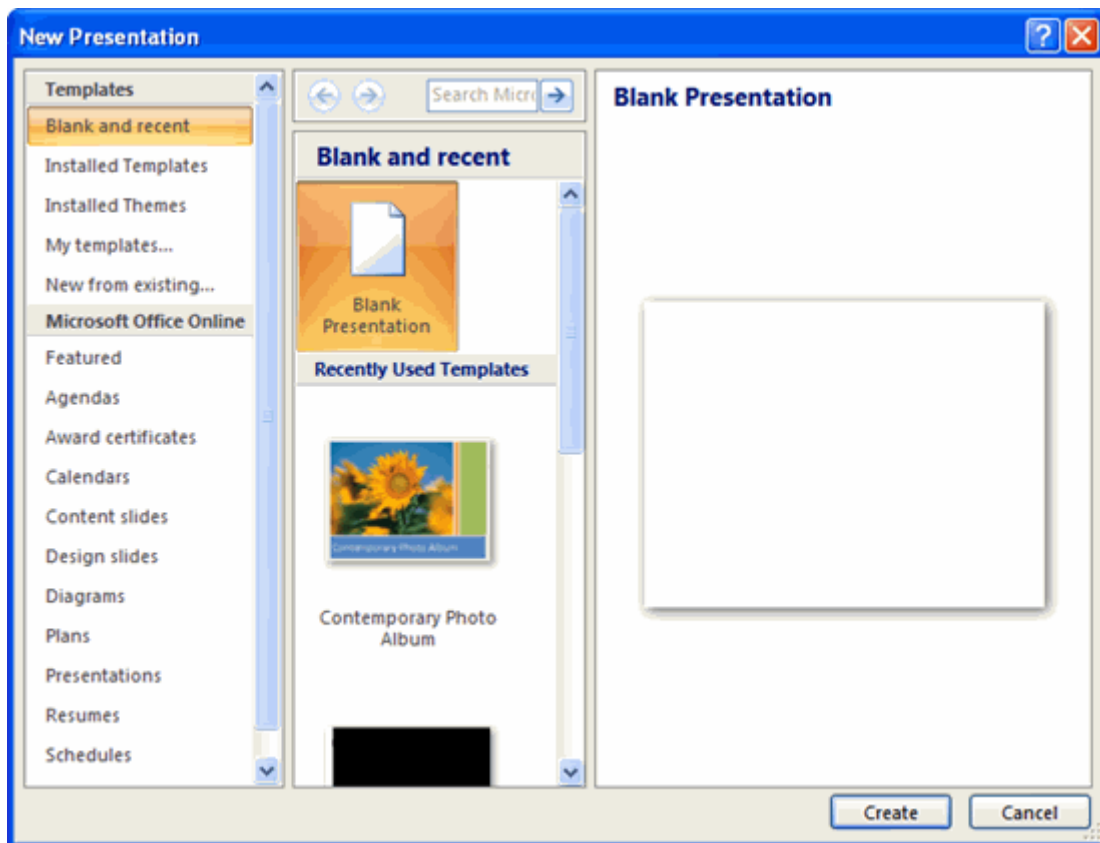 New Presentation
Templates
Blank and recent
Installed Templates
Installed Themes
My templates...
New from existing...
Microsoft Office Online
Featured
Agendas
Award certificates
Calendars
Content slides
Design slides
Diagrams
Plans
Presentations
Resumes
Schedules
Search Micr
Blank and recent
Blank
Presentation
Recently Used Templates
Contemporary Photo Album
Contemporary Photo
Album
Blank Presentation
Create
Cancel